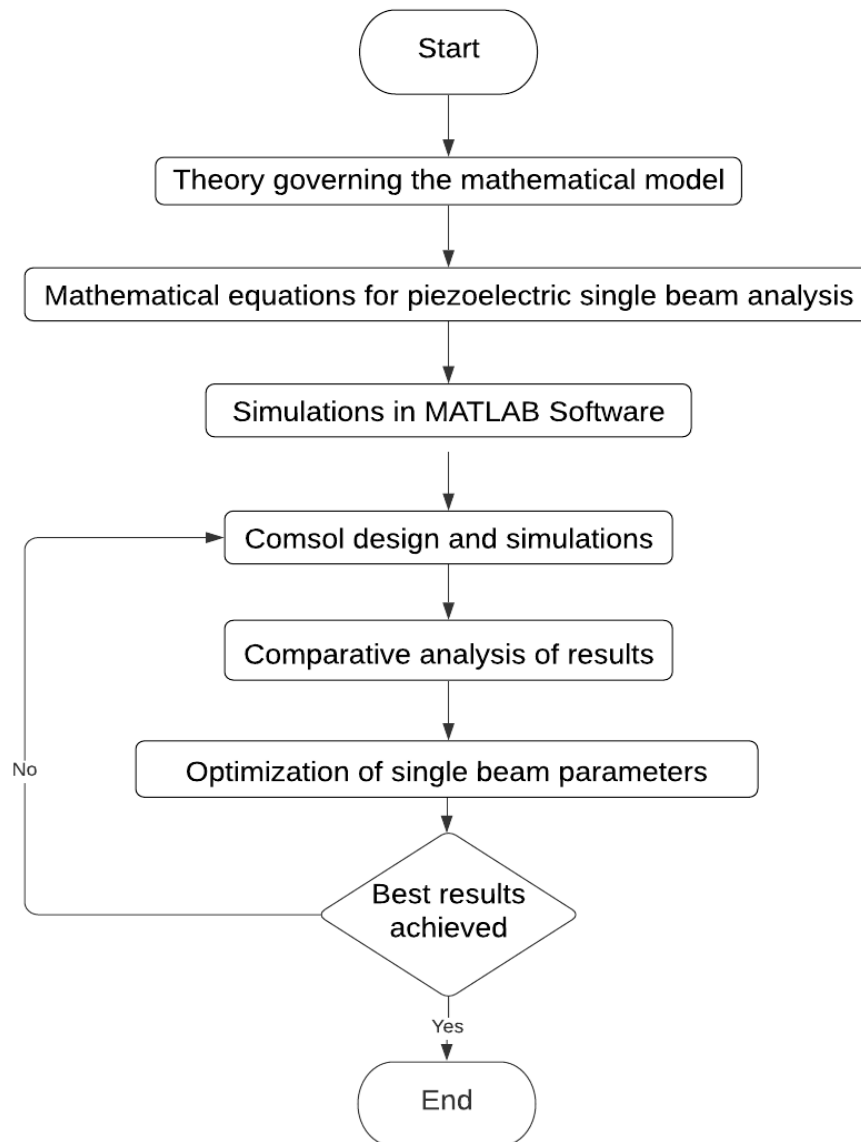 Start
Theory governing the mathematical model
Mathematical equations for piezoelectric single beam analysis
Simulations in MATLAB Software
Comsol design and simulations
Comparative analysis of results
Optimization of single beam parameters
No
Best results
achieved
Yes
End